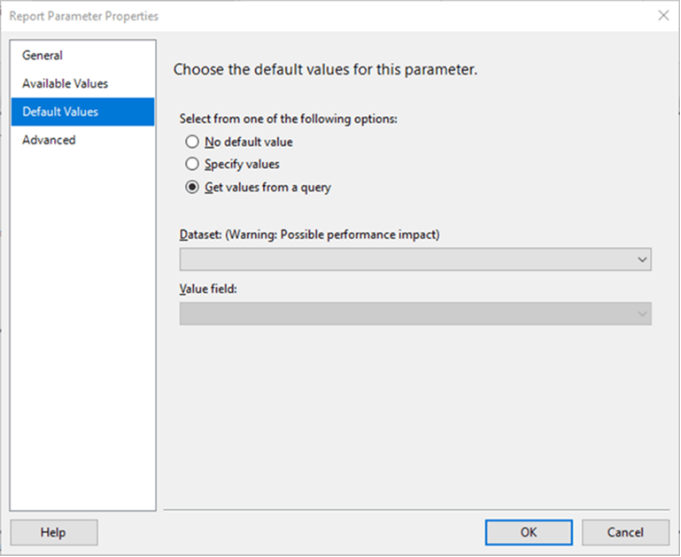 Report Parameter Properties
General
Available Values
Default Values
Advanced
Choose the default values for this parameter.
Select from one of the following options:
No default value
Specify values
Get values from a query
Dataset: (Warning: Possible performance impact)
Value field:
Help
OK
Cancel